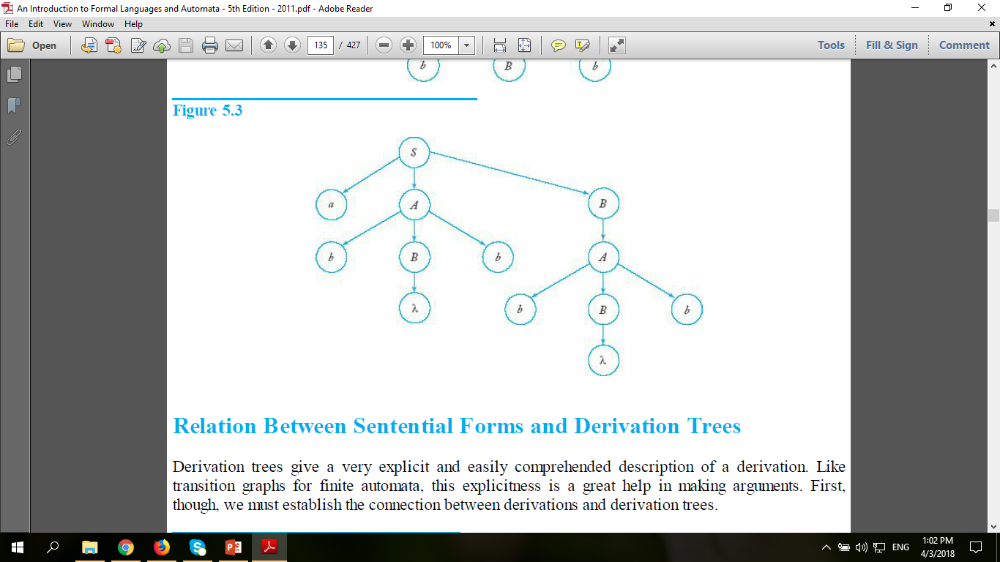 An Introduction to Formal Languages and Automata - 5th Edition - 2011.pdf - Adobe Reader
File Edit View Window Help
Open 135 / 427 100% Tools Fill & Sign Comment
b B b
Figure 5.3
S
a A B
b B b A
λ b B b
λ
Relation Between Sentential Forms and Derivation Trees
Derivation trees give a very explicit and easily comprehended description of a derivation. Like
transition graphs for finite automata, this explicitness is a great help in making arguments. First,
though, we must establish the connection between derivations and derivation trees.
ENG
1:02 PM
4/3/2018